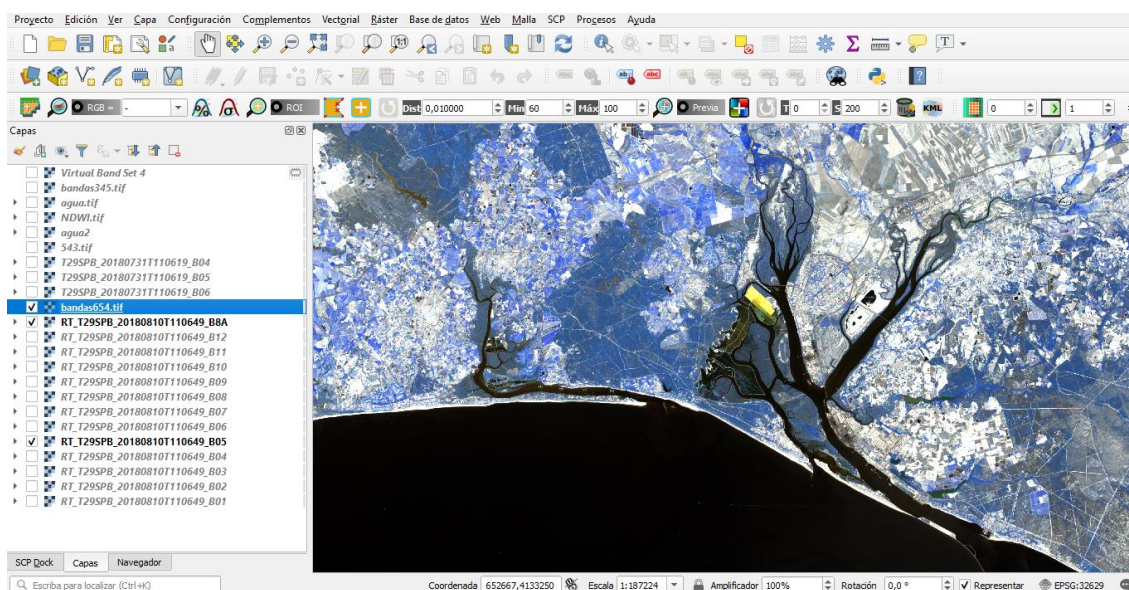 Proyecto Edición Ver Capa Configuración Complementos Vectorial Ráster Base de datos Web Malla SCP Procesos Ayuda
RGB = - ROI Dist 0,010000 Mín 60 Máx 100 Previa T 0 S 200 KML 0 1
Capas
Virtual Band Set 4
bandas345.tif
agua.tif
NDWI.tif
agua2
543.tif
T29SPB_20180731T110619_B04
T29SPB_20180731T110619_B05
T29SPB_20180731T110619_B06
bandas654.tif
RT_T29SPB_20180810T110649_B8A
RT_T29SPB_20180810T110649_B12
RT_T29SPB_20180810T110649_B11
RT_T29SPB_20180810T110649_B10
RT_T29SPB_20180810T110649_B09
RT_T29SPB_20180810T110649_B08
RT_T29SPB_20180810T110649_B07
RT_T29SPB_20180810T110649_B06
RT_T29SPB_20180810T110649_B05
RT_T29SPB_20180810T110649_B04
RT_T29SPB_20180810T110649_B03
RT_T29SPB_20180810T110649_B02
RT_T29SPB_20180810T110649_B01
SCP Dock Capas Navegador
Escriba para localizar (Ctrl+K) Coordenada 652667,4133250 Escala 1:187224 Amplificador 100% Rotación 0,0 ° Representar EPSG:32629